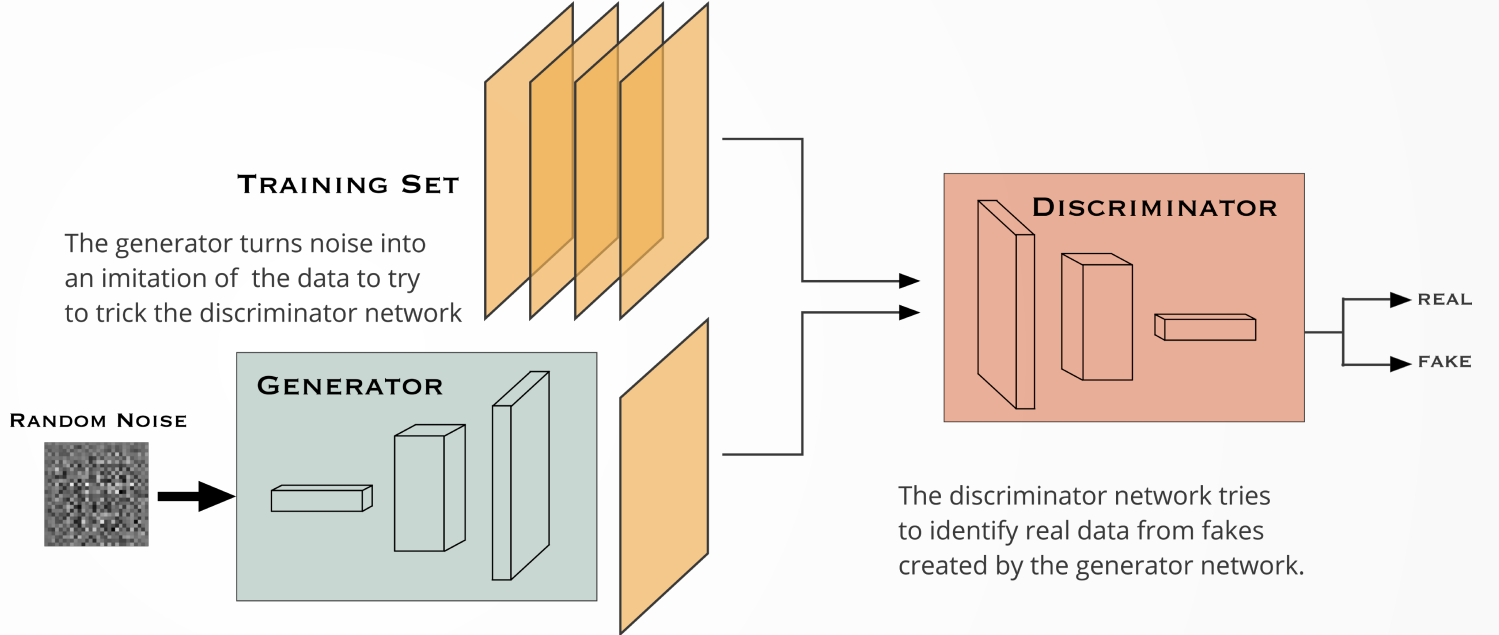 TRAINING SET
The generator turns noise into
an imitation of  the data to try
to trick the discriminator network
GENERATOR
RANDOM NOISE
DISCRIMINATOR
REAL
FAKE
The discriminator network tries
to identify real data from fakes
created by the generator network.